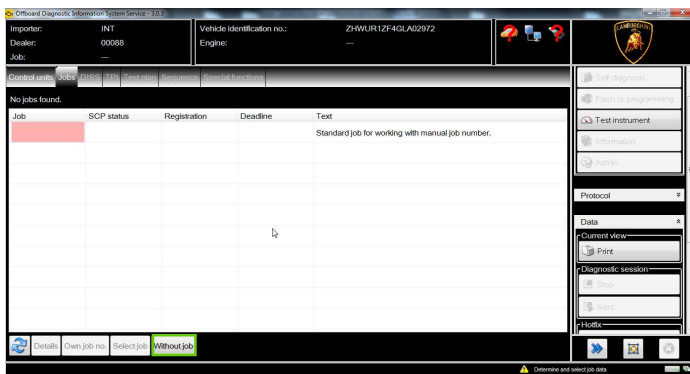 Offboard Diagnostic Information System Service - 3.0.3
Importer: INT
Dealer: 00088
Job: ---
Vehicle identification no.: ZHWUR1ZF4GLA02972
Engine: ---
LAMBORGHINI
Control units Jobs DISS TPI Test plan Sequence Special functions
No jobs found.
Job SCP status Registration Deadline Text
Standard job for working with manual job number.
Self-diagnosis
Flash re-programming
Test instrument
Information
Admin
Protocol
Data
Current view
Print
Diagnostic session
Stop
Next
Hotfix
Details Own job no. Select job Without job
Determine and select job data